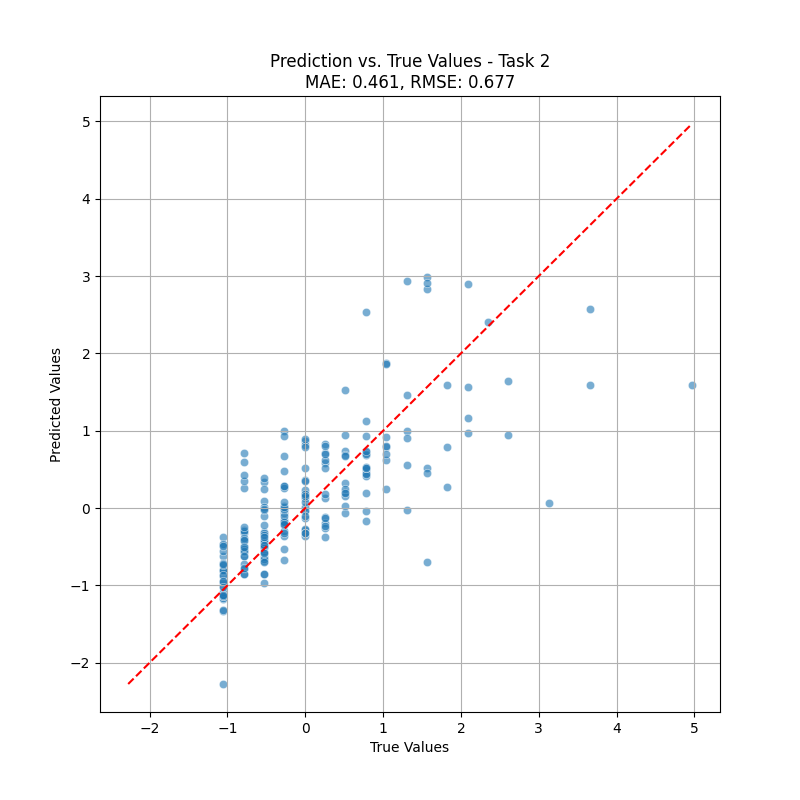 Prediction vs. True Values - Task 2
MAE: 0.461, RMSE: 0.677
5
4
3
2
1
0
−1
−2
Predicted Values
−2 −1 0 1 2 3 4 5
True Values